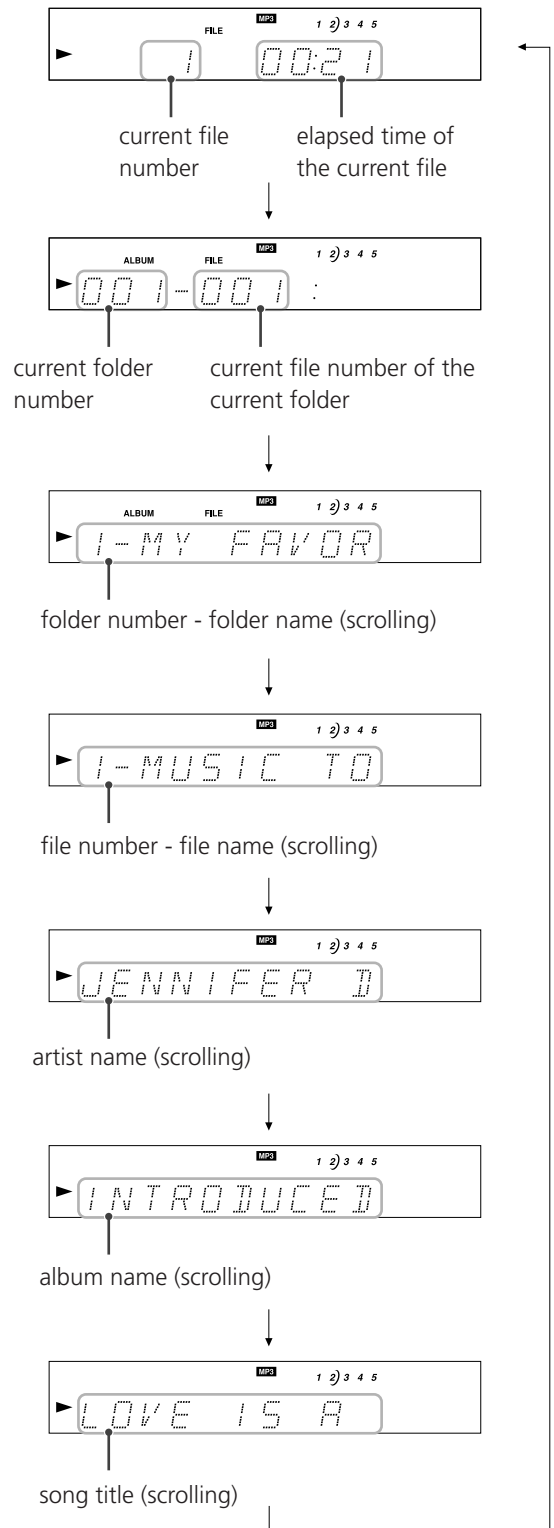 MP3 1 2) 3 4 5
FILE
1 00:21
current file number
elapsed time of the current file
MP3 1 2) 3 4 5
ALBUM FILE
001-001 :
current folder number
current file number of the current folder
MP3 1 2) 3 4 5
ALBUM FILE
1-MY FAVOR
folder number - folder name (scrolling)
MP3 1 2) 3 4 5
1-MUSIC TO
file number - file name (scrolling)
MP3 1 2) 3 4 5
JENNIFER D
artist name (scrolling)
MP3 1 2) 3 4 5
INTRODUCED
album name (scrolling)
MP3 1 2) 3 4 5
LOVE IS A
song title (scrolling)